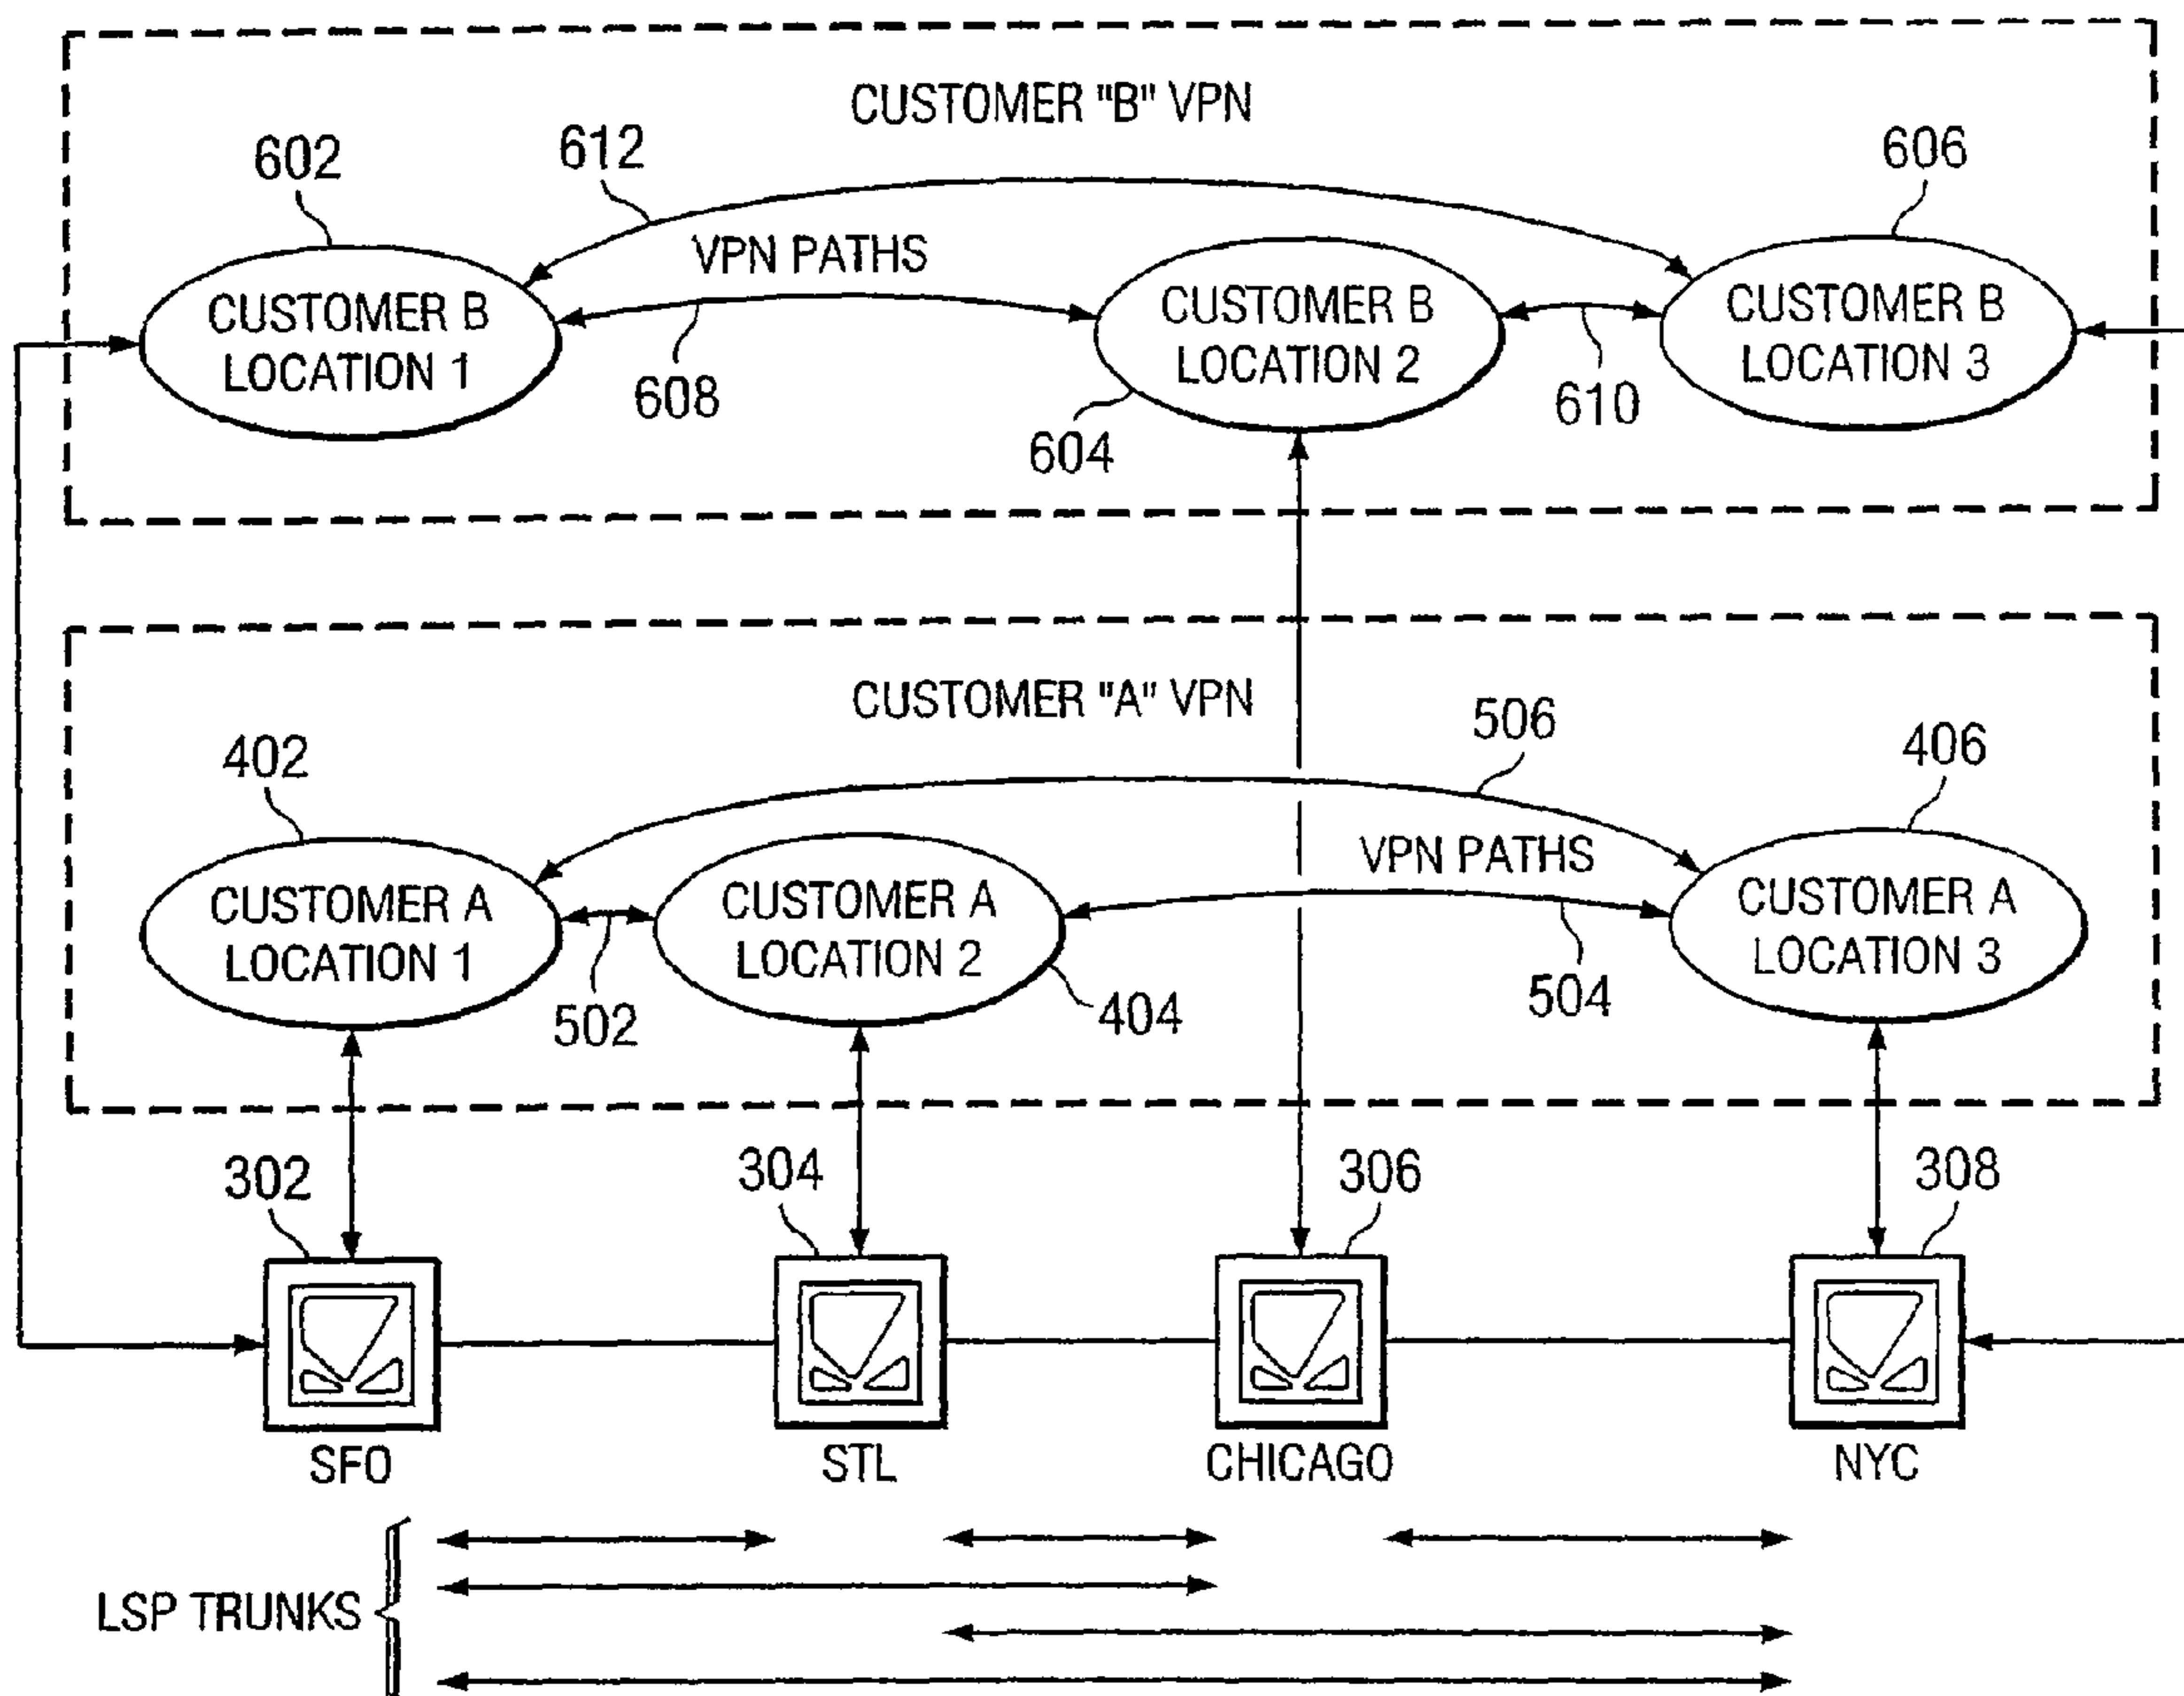 CUSTOMER "B" VPN
602
612
606
VPN PATHS
CUSTOMER B
LOCATION 1
CUSTOMER B
LOCATION 2
CUSTOMER B
LOCATION 3
608
604
610
CUSTOMER "A" VPN
506
402
406
VPN PATHS
CUSTOMER A
LOCATION 1
CUSTOMER A
LOCATION 2
CUSTOMER A
LOCATION 3
502
404
504
302
304
306
308
SFO
STL
CHICAGO
NYC
LSP TRUNKS